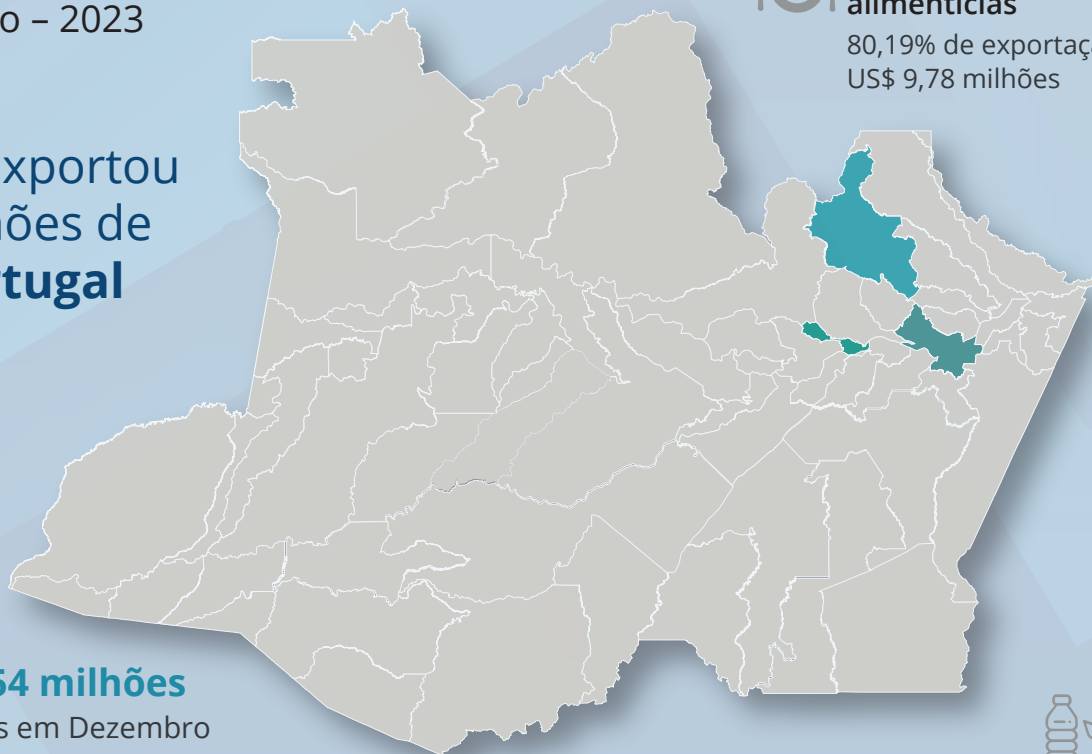 o – 2023
alimentícias
80,19% de exportaç
US$ 9,78 milhões
xportou
ões de
tugal
54 milhões
s em Dezembro